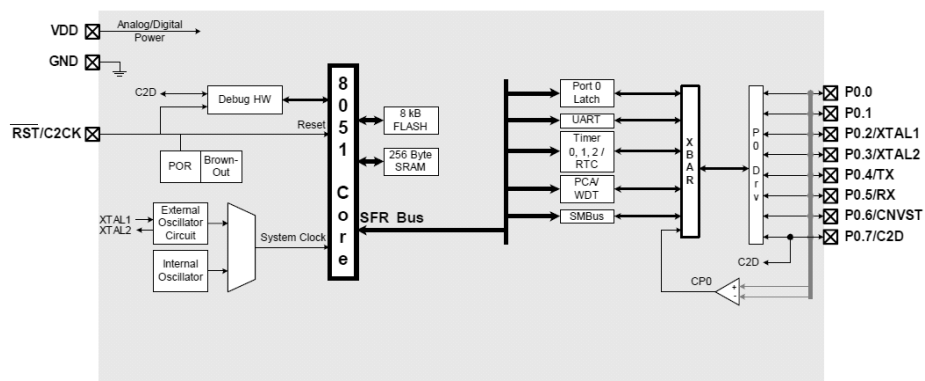 VDD
Analog/Digital
Power
GND
C2D
Debug HW
RST/C2CK
Reset
POR
Brown-
Out
XTAL1
XTAL2
External
Oscillator
Circuit
Internal
Oscillator
System Clock
8
0
5
1
C
o
r
e
8 kB
FLASH
256 Byte
SRAM
SFR Bus
Port 0
Latch
UART
Timer
0, 1, 2 /
RTC
PCA/
WDT
SMBus
X
B
A
R
P
0
D
r
v
C2D
CP0
+
-
P0.0
P0.1
P0.2/XTAL1
P0.3/XTAL2
P0.4/TX
P0.5/RX
P0.6/CNVST
P0.7/C2D